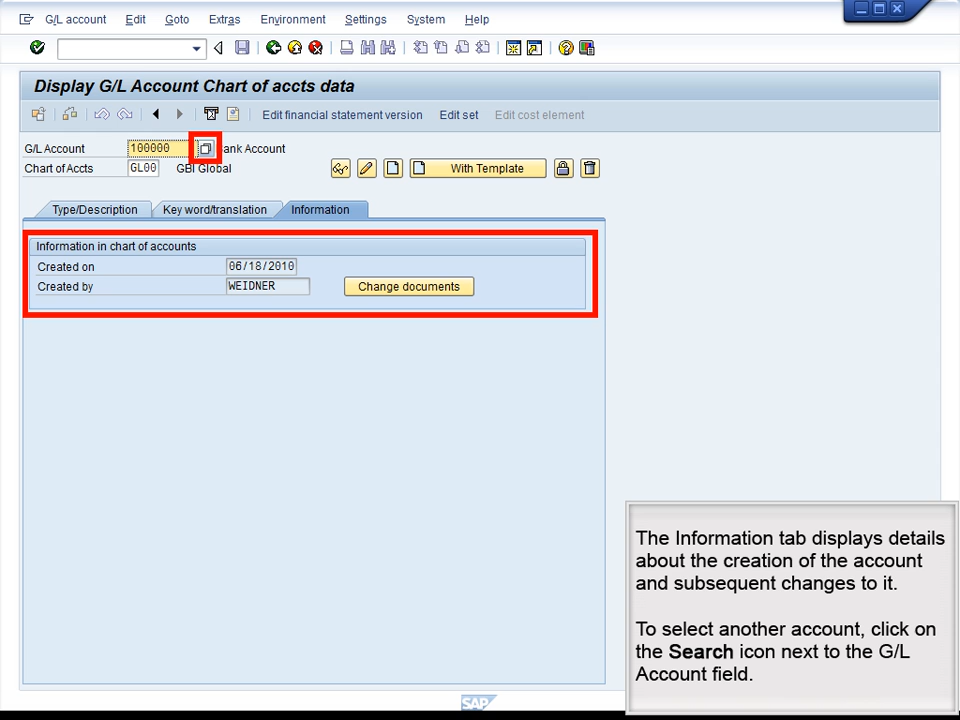 G/L account Edit Goto Extras Environment Settings System Help
Display G/L Account Chart of accts data
Edit financial statement version Edit set Edit cost element
G/L Account 100000 ank Account
Chart of Accts GL00 GBI Global With Template
Type/Description Key word/translation Information
Information in chart of accounts
Created on 06/18/2010
Created by WEIDNER Change documents
The Information tab displays details
about the creation of the account
and subsequent changes to it.
To select another account, click on
the Search icon next to the G/L
Account field.
SAP